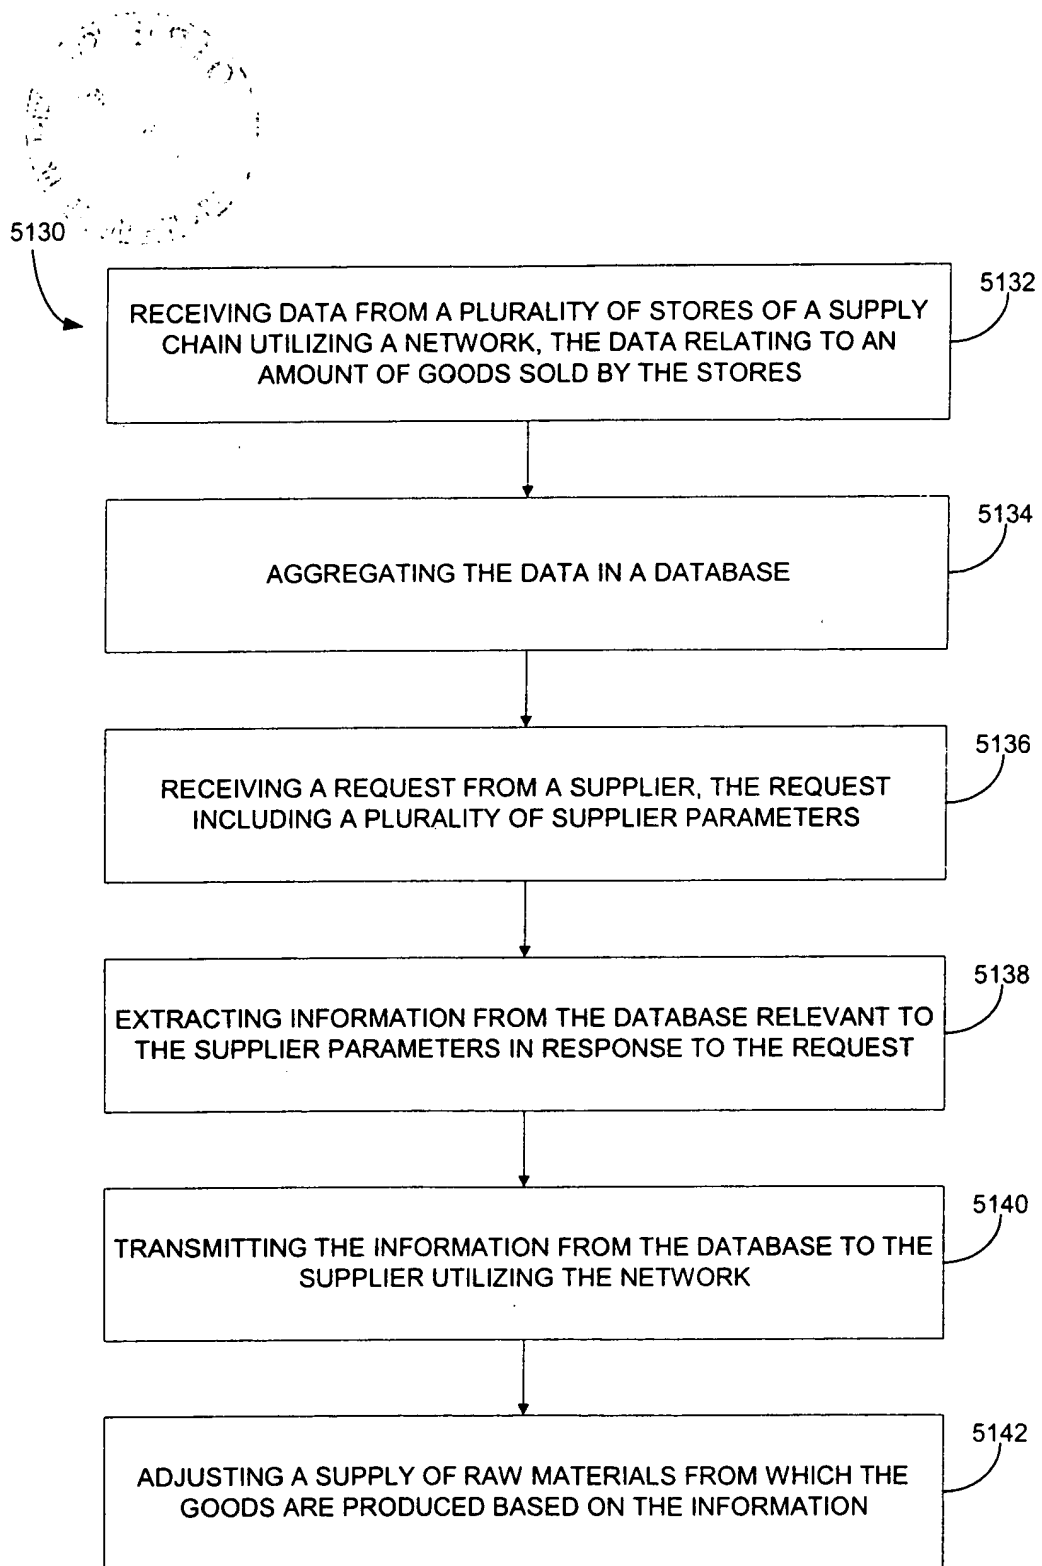 5130
5132
RECEIVING DATA FROM A PLURALITY OF STORES OF A SUPPLY
CHAIN UTILIZING A NETWORK, THE DATA RELATING TO AN
AMOUNT OF GOODS SOLD BY THE STORES
5134
AGGREGATING THE DATA IN A DATABASE
5136
RECEIVING A REQUEST FROM A SUPPLIER, THE REQUEST
INCLUDING A PLURALITY OF SUPPLIER PARAMETERS
5138
EXTRACTING INFORMATION FROM THE DATABASE RELEVANT TO
THE SUPPLIER PARAMETERS IN RESPONSE TO THE REQUEST
5140
TRANSMITTING THE INFORMATION FROM THE DATABASE TO THE
SUPPLIER UTILIZING THE NETWORK
5142
ADJUSTING A SUPPLY OF RAW MATERIALS FROM WHICH THE
GOODS ARE PRODUCED BASED ON THE INFORMATION